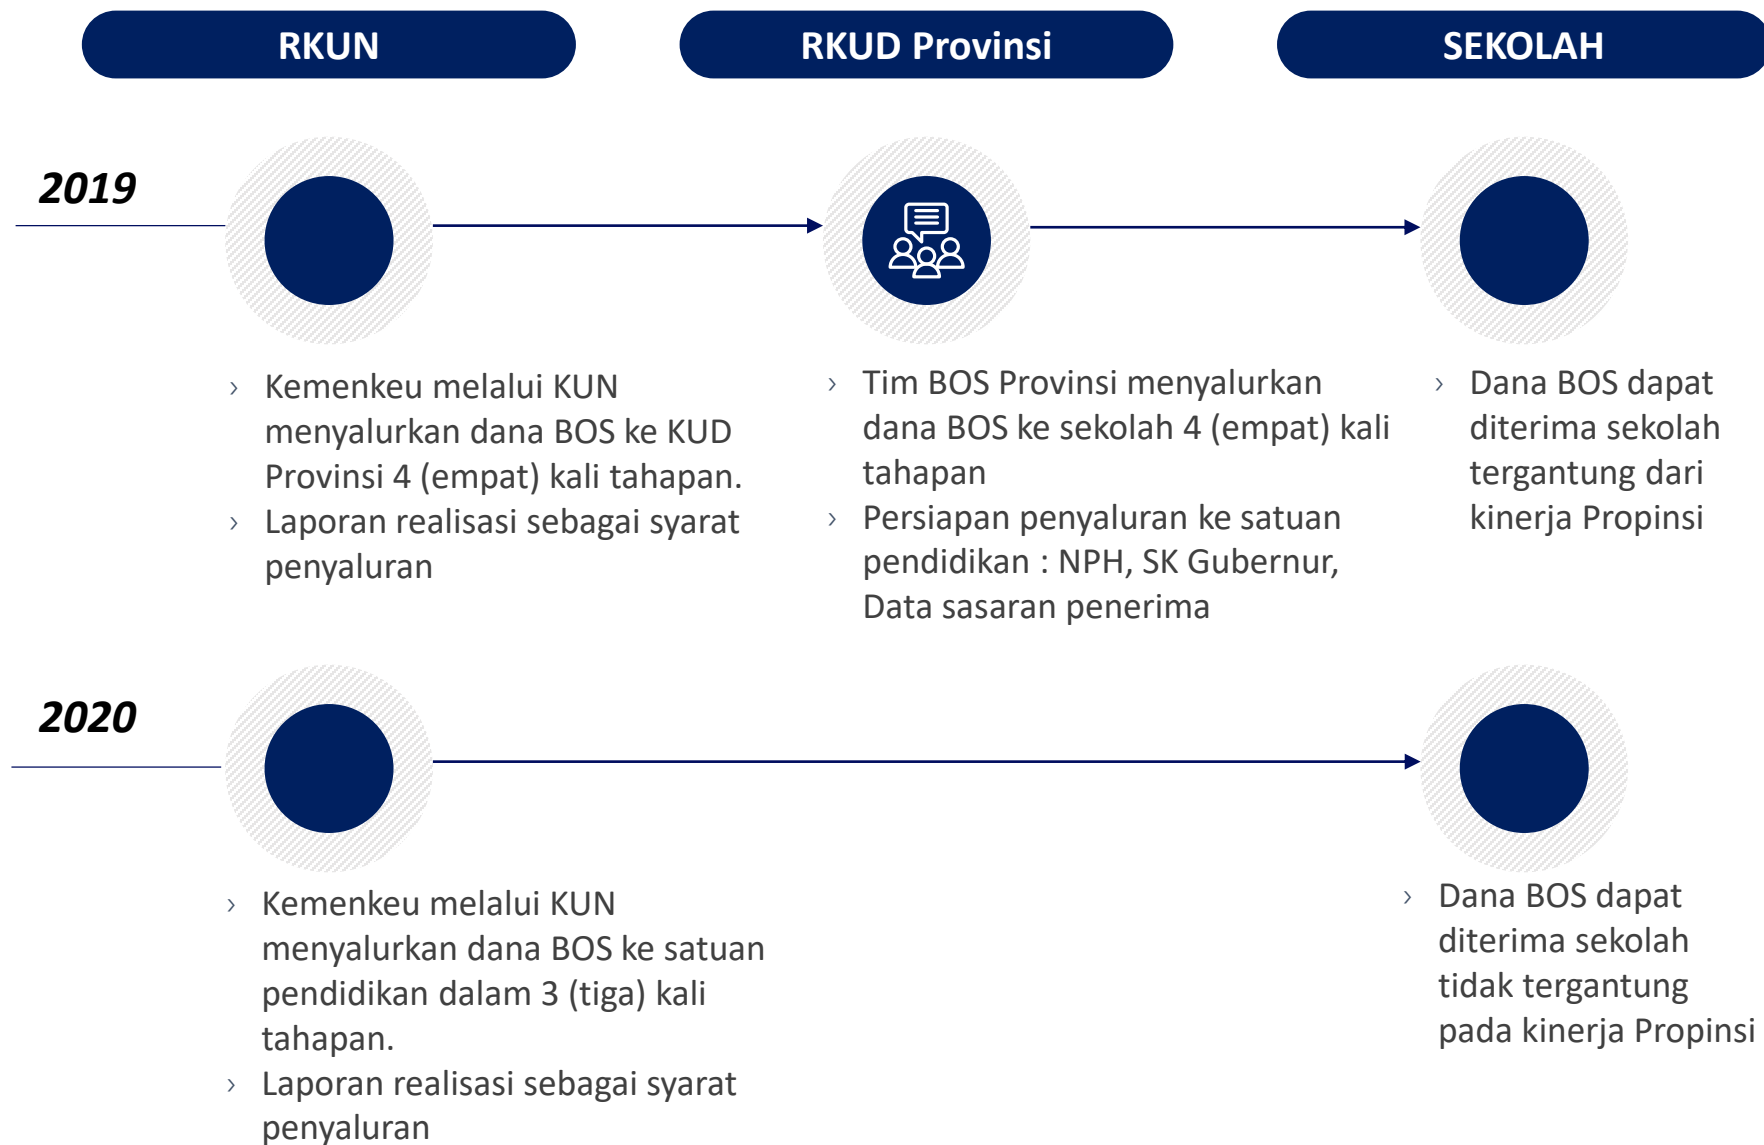 RKUN
RKUD Provinsi
SEKOLAH
2019
› Kemenkeu melalui KUN
menyalurkan dana BOS ke KUD
Provinsi 4 (empat) kali tahapan.
› Laporan realisasi sebagai syarat
penyaluran
› Tim BOS Provinsi menyalurkan
dana BOS ke sekolah 4 (empat) kali
tahapan
› Persiapan penyaluran ke satuan
pendidikan : NPH, SK Gubernur,
Data sasaran penerima
› Dana BOS dapat
diterima sekolah
tergantung dari
kinerja Propinsi
2020
› Kemenkeu melalui KUN
menyalurkan dana BOS ke satuan
pendidikan dalam 3 (tiga) kali
tahapan.
› Laporan realisasi sebagai syarat
penyaluran
› Dana BOS dapat
diterima sekolah
tidak tergantung
pada kinerja Propinsi